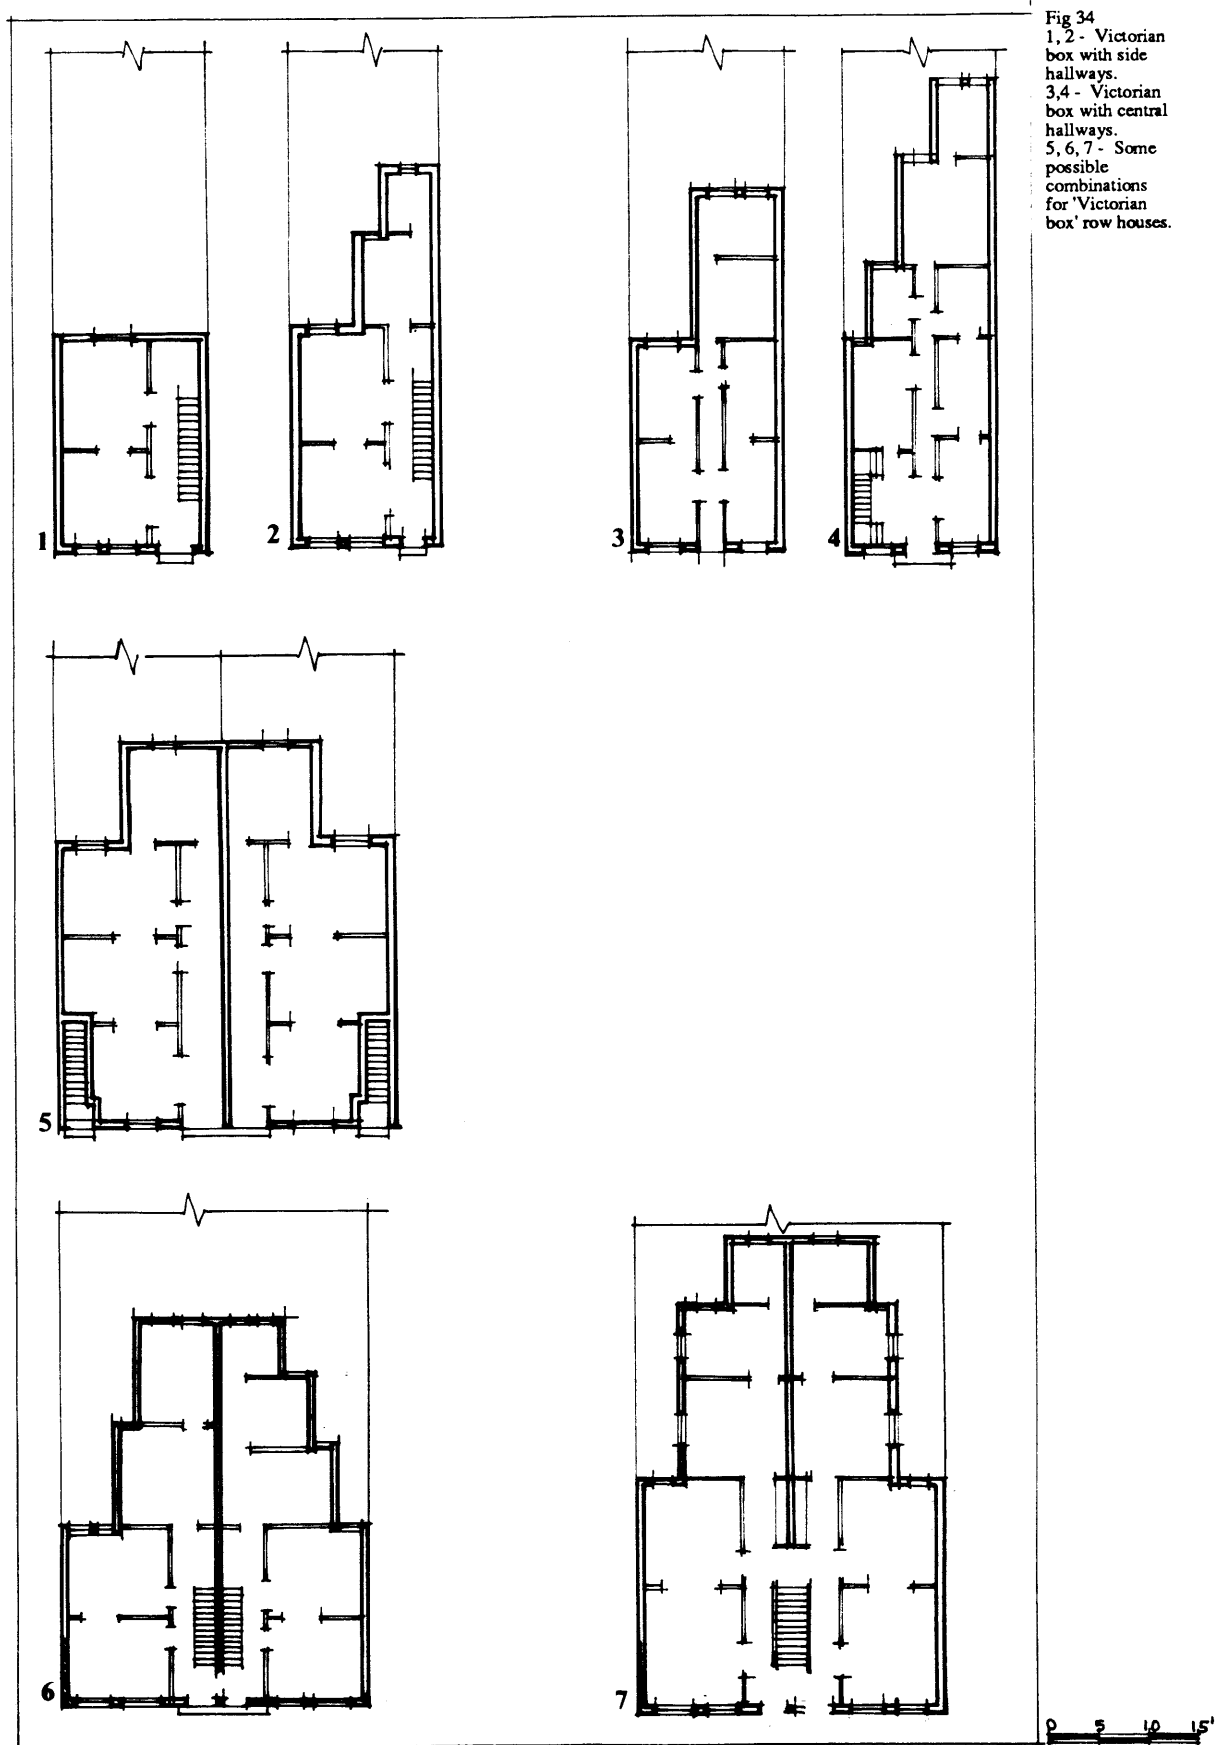 Fig 34
1, 2 - Victorian
box with side
hallways.
3,4 - Victorian
box with central
hallways.
5, 6, 7 - Some
possible
combinations
for 'Victorian
box' row houses.
1
2
3
4
5
6
7
0 5 10 15'